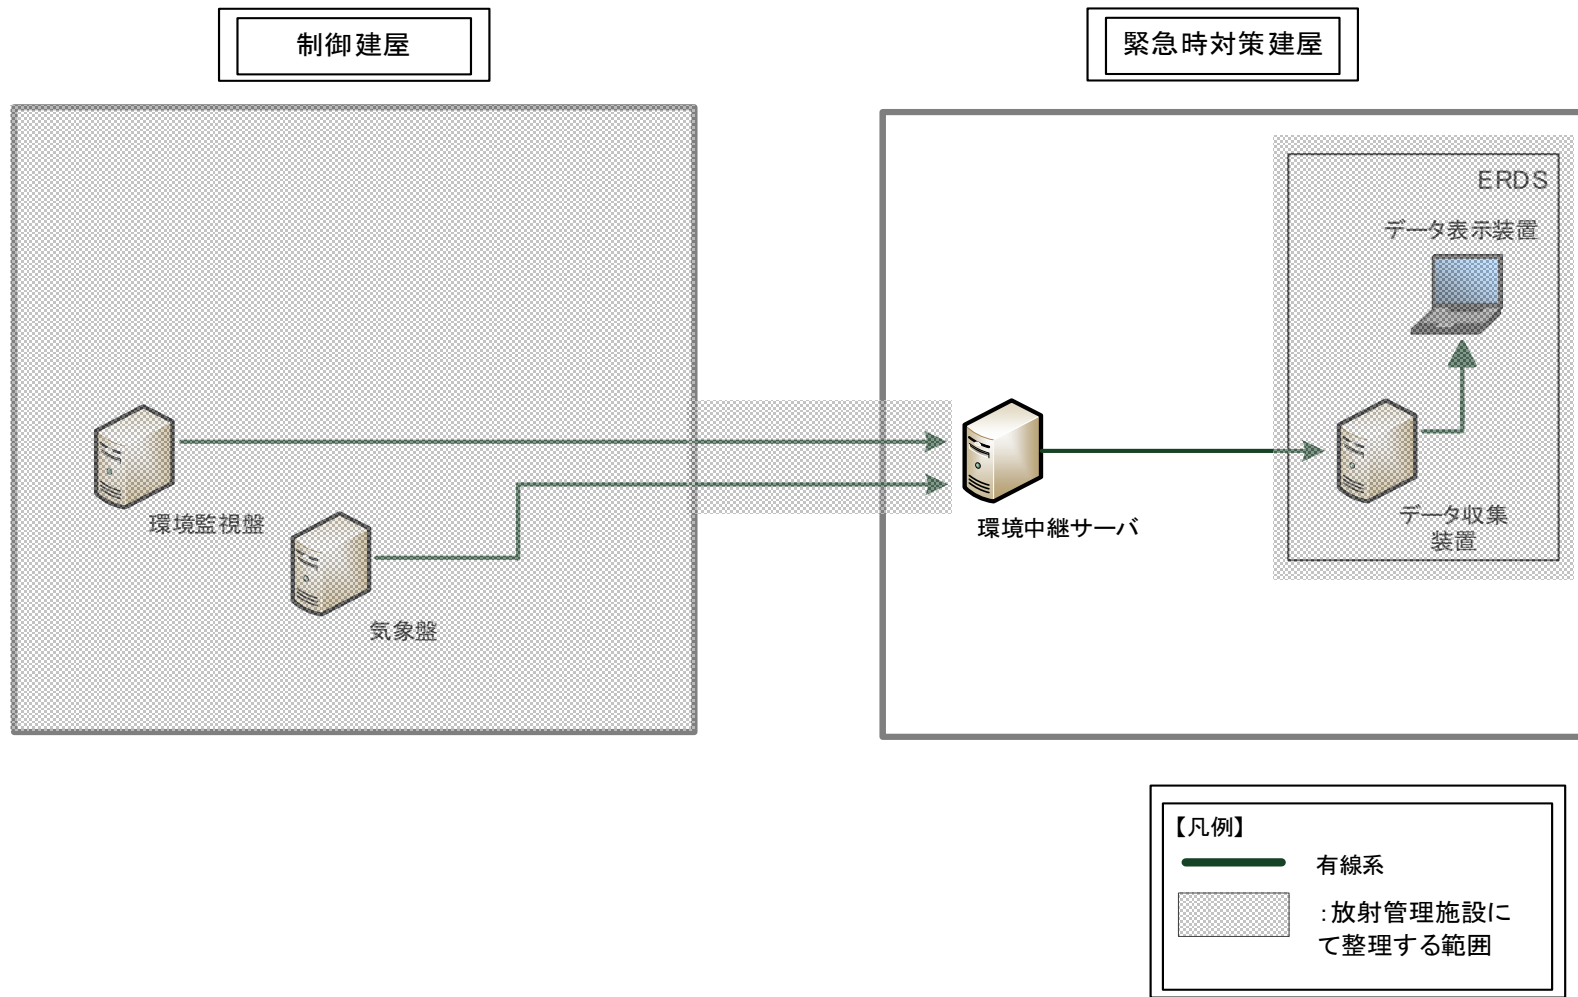 制御建屋
緊急時対策建屋
ERDS
データ表示装置
環境監視盤
気象盤
環境中継サーバ
データ収集
装置
【凡例】
有線系
：放射管理施設に
て整理する範囲